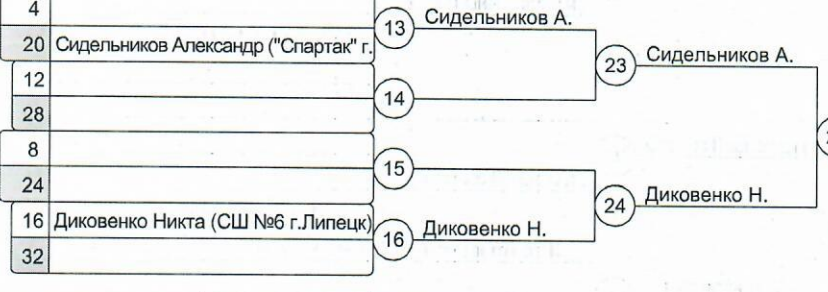 4
13 Сидельников А.
20 Сидельников Александр ("Спартак" г.
23 Сидельников А.
12
14
28
8
15
24
24 Диковенко Н.
16 Диковенко Никта (СШ №6 г.Липецк)
16 Диковенко Н.
32